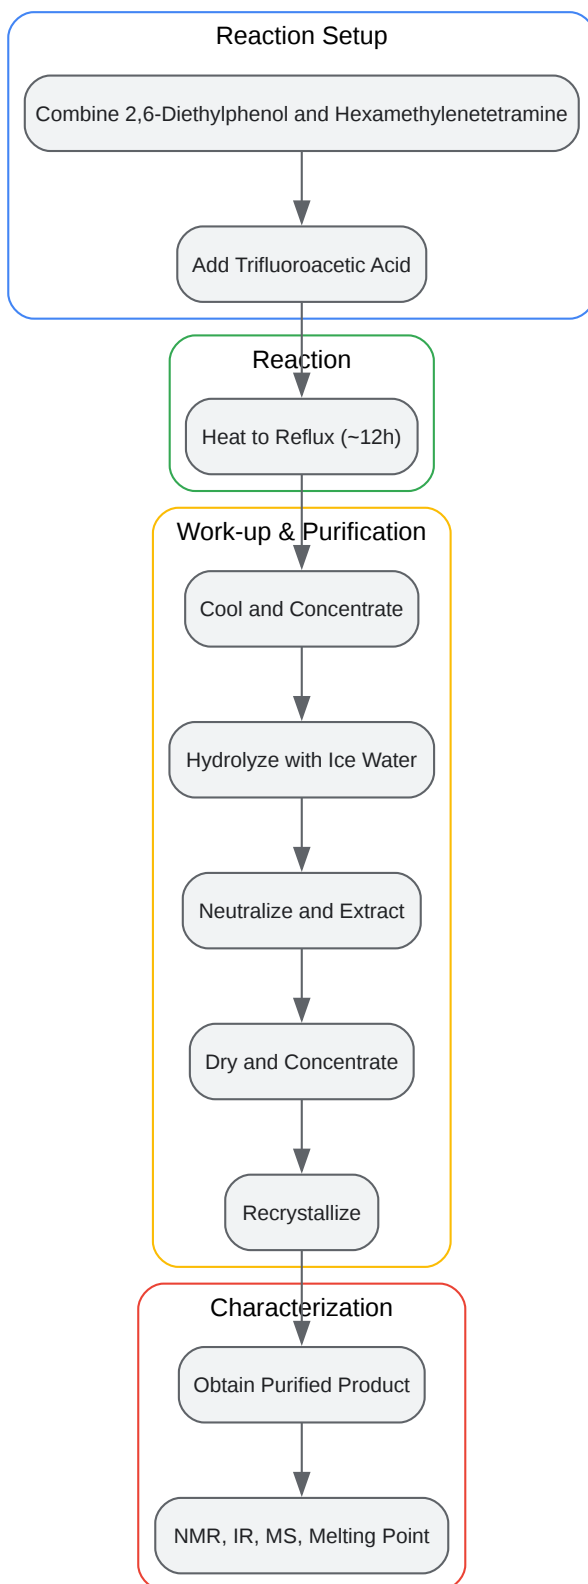 Reaction Setup
Combine 2,6-Diethylphenol and Hexamethylenetetramine
Add Trifluoroacetic Acid
Reaction
Heat to Reflux (~12h)
Work-up & Purification
Cool and Concentrate
Hydrolyze with Ice Water
Neutralize and Extract
Dry and Concentrate
Recrystallize
Characterization
Obtain Purified Product
NMR, IR, MS, Melting Point